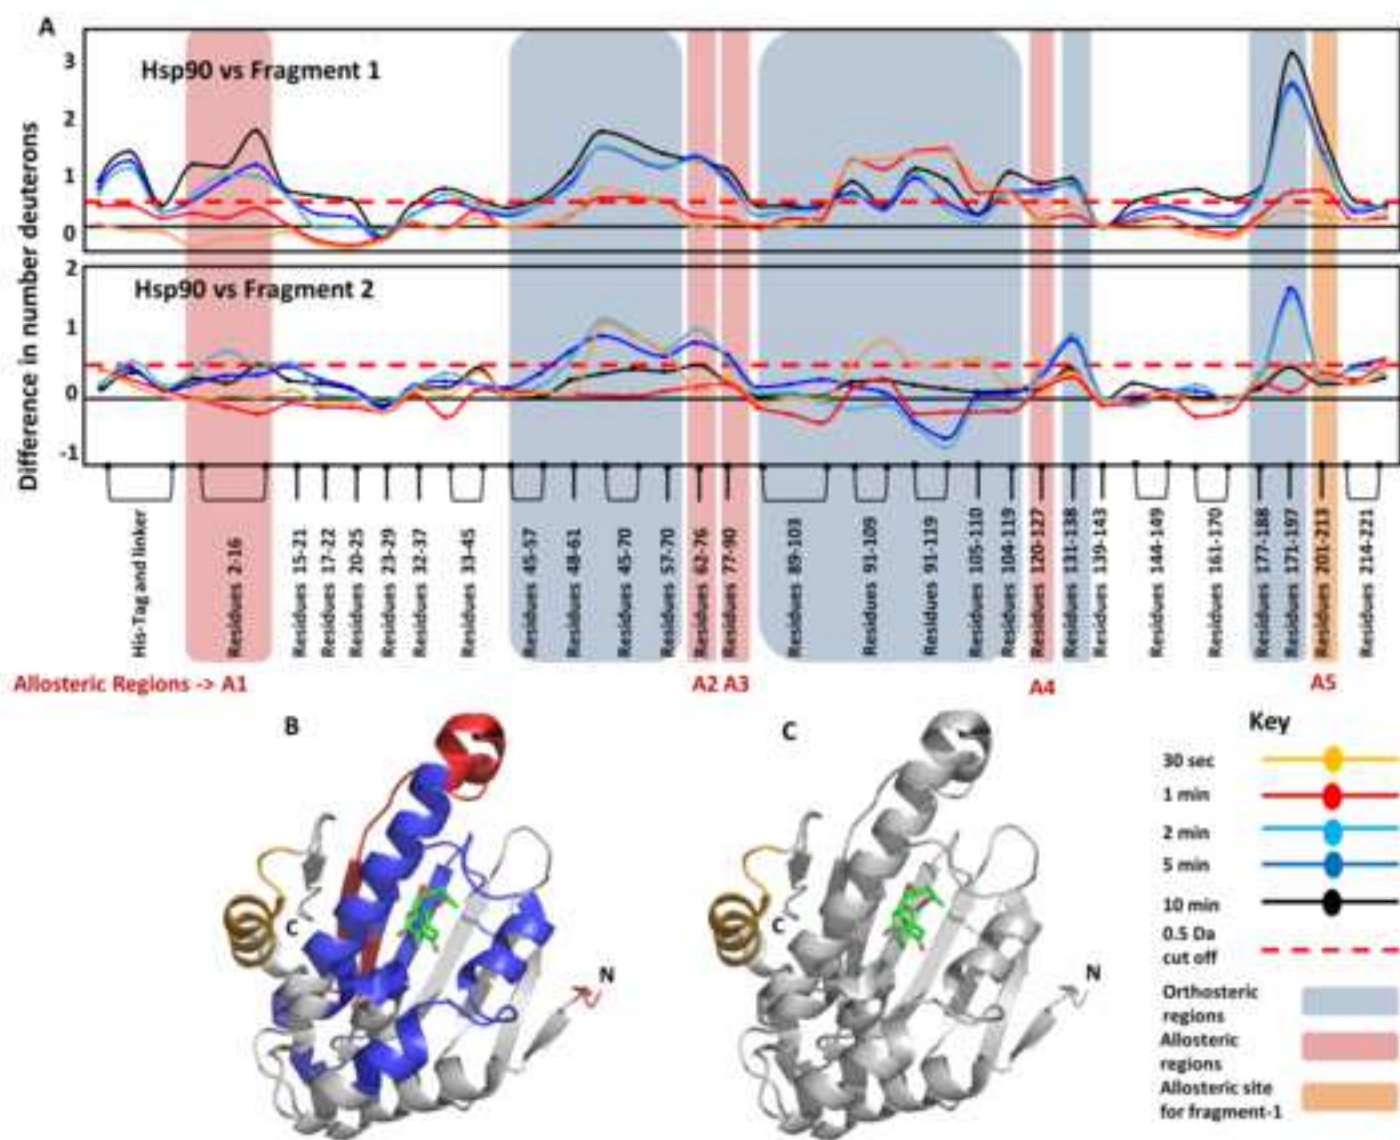 A
Hsp90 vs Fragment 1
3
2
1
0
Difference in number deuterons
Hsp90 vs Fragment 2
2
1
0
-1
His-Tag and linker
Residues 2-16
Residues 15-21
Residues 17-22
Residues 20-25
Residues 23-29
Residues 32-37
Residues 33-45
Residues 45-57
Residues 48-61
Residues 45-70
Residues 57-70
Residues 62-76
Residues 77-90
Residues 89-103
Residues 91-109
Residues 91-119
Residues 105-110
Residues 104-119
Residues 120-127
Residues 131-138
Residues 139-143
Residues 144-149
Residues 161-170
Residues 177-188
Residues 171-197
Residues 201-213
Residues 214-221
Allosteric Regions -> A1
A2 A3
A4
A5
B
C
N
C
C
N
Key
30 sec
1 min
2 min
5 min
10 min
0.5 Da
cut off
Orthosteric
regions
Allosteric
regions
Allosteric site
for fragment-1